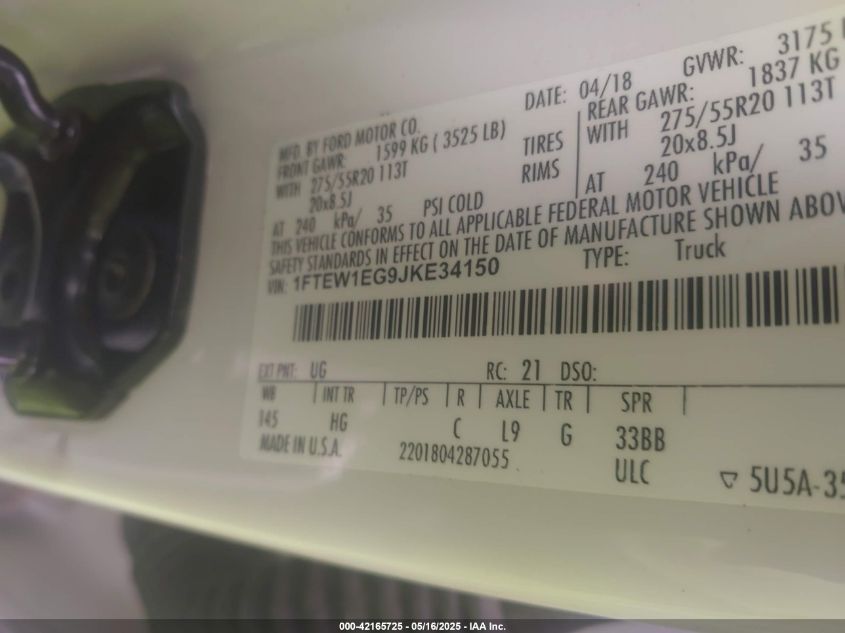 MFD. BY FORD MOTOR CO.
DATE: 04/18
GVWR: 3175
FRONT GAWR: 1599 KG ( 3525 LB)
REAR GAWR: 1837 KG
WITH 275/55R20 113T
TIRES
WITH 275/55R20 113T
20x8.5J
RIMS
20x8.5J
AT 240 kPa/ 35 PSI COLD
AT 240 kPa/ 35
THIS VEHICLE CONFORMS TO ALL APPLICABLE FEDERAL MOTOR VEHICLE
SAFETY STANDARDS IN EFFECT ON THE DATE OF MANUFACTURE SHOWN
VIN: 1FTEW1EG9JKE34150
TYPE: Truck
EXT PNT: UG
RC: 21 DSO:
WB INT TR TP/PS R AXLE TR SPR
145 HG C L9 G 33BB
MADE IN U.S.A.
2201804287055
ULC
5U5A-35
000-42165725 - 05/16/2025 - IAA Inc.